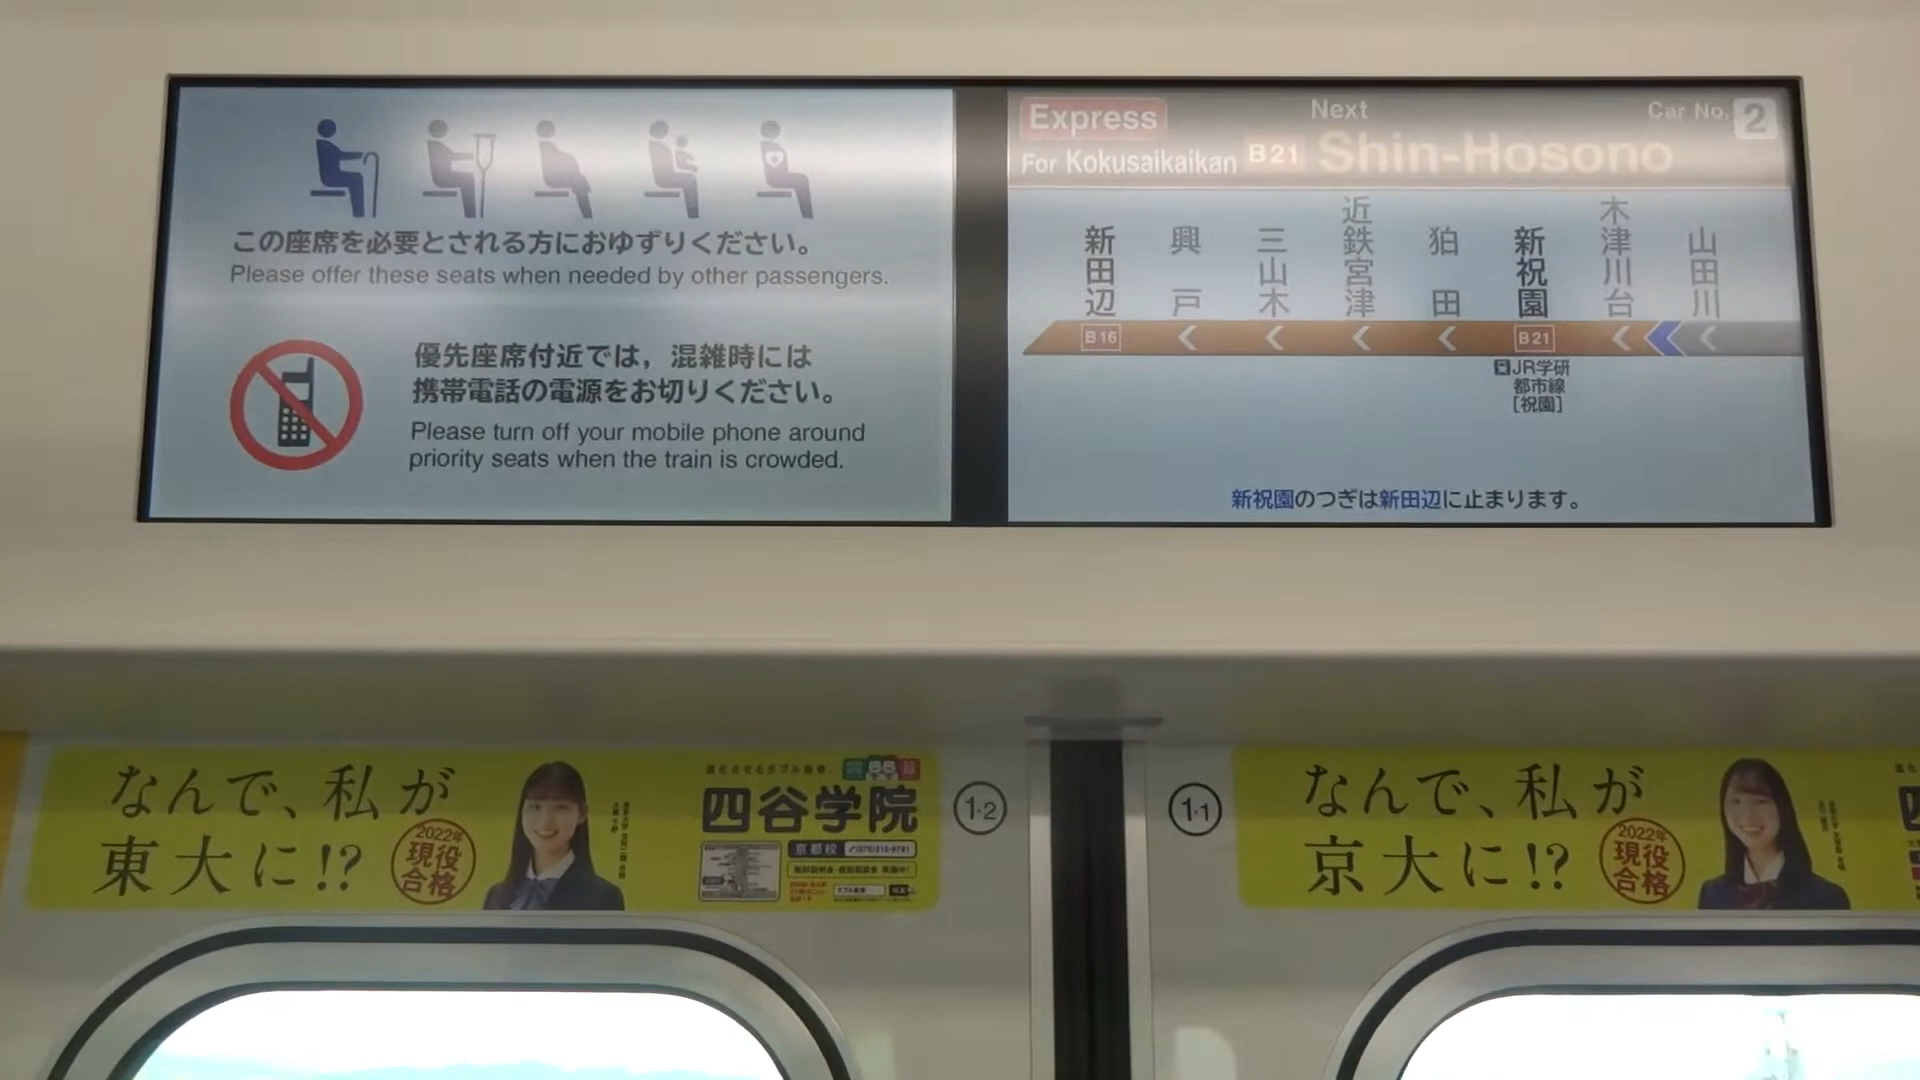 この座席を必要とされる方におゆずりください。
Please offer these seats when needed by other passengers.
優先座席付近では，混雑時には
携帯電話の電源をお切りください。
Please turn off your mobile phone around
priority seats when the train is crowded.
Express
Next
Car No. 2
For Kokusaikaikan
B21 Shin-Hosono
新田辺
興戸
三山木
近鉄宮津
狛田
新祝園
木津川台
山田川
B16
B21
JR学研
都市線
[祝園]
新祝園のつぎは新田辺に止まります。
なんで、私が
東大に!?
2022年
現役
合格
四谷学院
京都校
1·2
1·1
なんで、私が
京大に!?
2022年
現役
合格